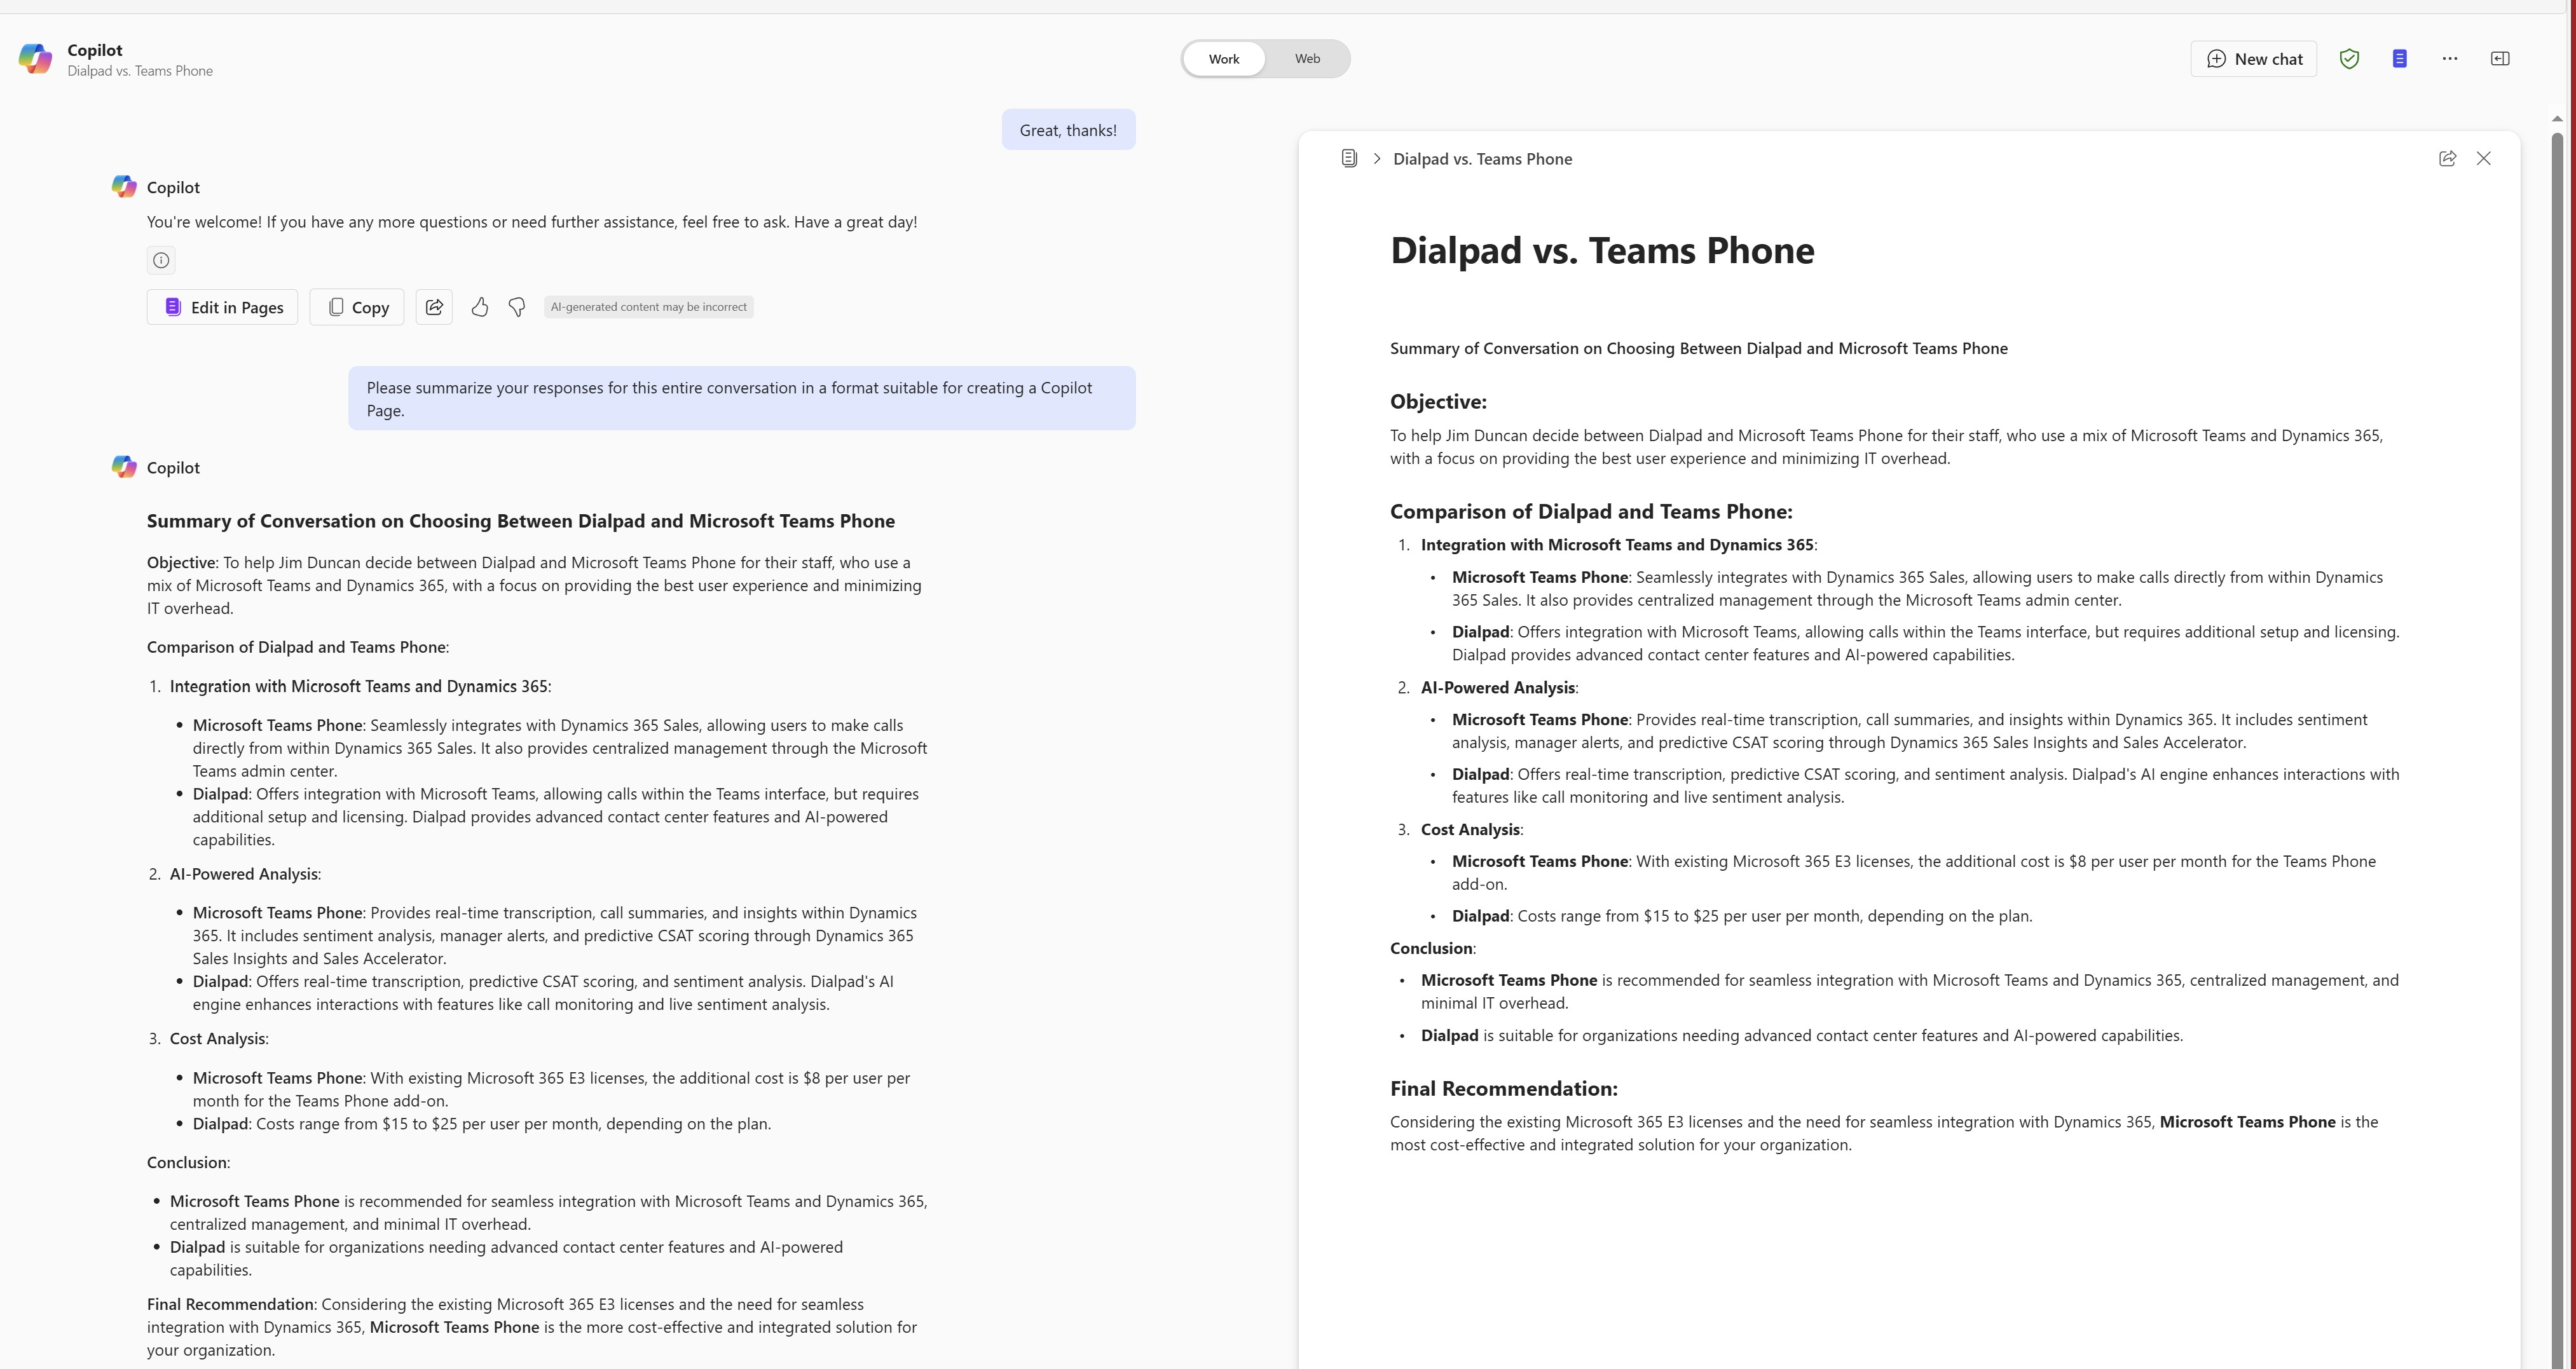 Copilot
Dialpad vs. Teams Phone
Work
Web
New chat
Great, thanks!
Copilot
You're welcome! If you have any more questions or need further assistance, feel free to ask. Have a great day!
Edit in Pages
Copy
AI-generated content may be incorrect
Please summarize your responses for this entire conversation in a format suitable for creating a Copilot
Page.
Copilot
Summary of Conversation on Choosing Between Dialpad and Microsoft Teams Phone
Objective: To help Jim Duncan decide between Dialpad and Microsoft Teams Phone for their staff, who use a
mix of Microsoft Teams and Dynamics 365, with a focus on providing the best user experience and minimizing
IT overhead.
Comparison of Dialpad and Teams Phone:
1. Integration with Microsoft Teams and Dynamics 365:
• Microsoft Teams Phone: Seamlessly integrates with Dynamics 365 Sales, allowing users to make calls
directly from within Dynamics 365 Sales. It also provides centralized management through the Microsoft
Teams admin center.
• Dialpad: Offers integration with Microsoft Teams, allowing calls within the Teams interface, but requires
additional setup and licensing. Dialpad provides advanced contact center features and AI-powered
capabilities.
2. AI-Powered Analysis:
• Microsoft Teams Phone: Provides real-time transcription, call summaries, and insights within Dynamics
365. It includes sentiment analysis, manager alerts, and predictive CSAT scoring through Dynamics 365
Sales Insights and Sales Accelerator.
• Dialpad: Offers real-time transcription, predictive CSAT scoring, and sentiment analysis. Dialpad's AI
engine enhances interactions with features like call monitoring and live sentiment analysis.
3. Cost Analysis:
• Microsoft Teams Phone: With existing Microsoft 365 E3 licenses, the additional cost is $8 per user per
month for the Teams Phone add-on.
• Dialpad: Costs range from $15 to $25 per user per month, depending on the plan.
Conclusion:
• Microsoft Teams Phone is recommended for seamless integration with Microsoft Teams and Dynamics 365,
centralized management, and minimal IT overhead.
• Dialpad is suitable for organizations needing advanced contact center features and AI-powered
capabilities.
Final Recommendation: Considering the existing Microsoft 365 E3 licenses and the need for seamless
integration with Dynamics 365, Microsoft Teams Phone is the more cost-effective and integrated solution for
your organization.
Dialpad vs. Teams Phone
Dialpad vs. Teams Phone
Summary of Conversation on Choosing Between Dialpad and Microsoft Teams Phone
Objective:
To help Jim Duncan decide between Dialpad and Microsoft Teams Phone for their staff, who use a mix of Microsoft Teams and Dynamics 365,
with a focus on providing the best user experience and minimizing IT overhead.
Comparison of Dialpad and Teams Phone:
1. Integration with Microsoft Teams and Dynamics 365:
• Microsoft Teams Phone: Seamlessly integrates with Dynamics 365 Sales, allowing users to make calls directly from within Dynamics
365 Sales. It also provides centralized management through the Microsoft Teams admin center.
• Dialpad: Offers integration with Microsoft Teams, allowing calls within the Teams interface, but requires additional setup and licensing.
Dialpad provides advanced contact center features and AI-powered capabilities.
2. AI-Powered Analysis:
• Microsoft Teams Phone: Provides real-time transcription, call summaries, and insights within Dynamics 365. It includes sentiment
analysis, manager alerts, and predictive CSAT scoring through Dynamics 365 Sales Insights and Sales Accelerator.
• Dialpad: Offers real-time transcription, predictive CSAT scoring, and sentiment analysis. Dialpad's AI engine enhances interactions with
features like call monitoring and live sentiment analysis.
3. Cost Analysis:
• Microsoft Teams Phone: With existing Microsoft 365 E3 licenses, the additional cost is $8 per user per month for the Teams Phone
add-on.
• Dialpad: Costs range from $15 to $25 per user per month, depending on the plan.
Conclusion:
• Microsoft Teams Phone is recommended for seamless integration with Microsoft Teams and Dynamics 365, centralized management, and
minimal IT overhead.
• Dialpad is suitable for organizations needing advanced contact center features and AI-powered capabilities.
Final Recommendation:
Considering the existing Microsoft 365 E3 licenses and the need for seamless integration with Dynamics 365, Microsoft Teams Phone is the
most cost-effective and integrated solution for your organization.